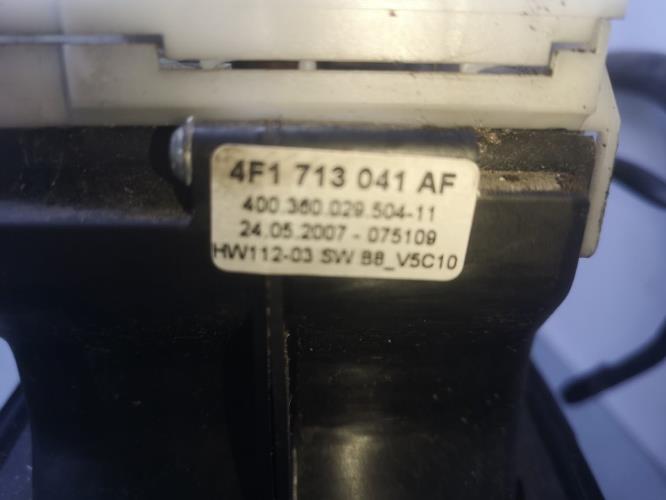 4F1 713 041 AF
400.360.029.504-11
24.05.2007 - 075109
HW112-03 SW B8_V5C10